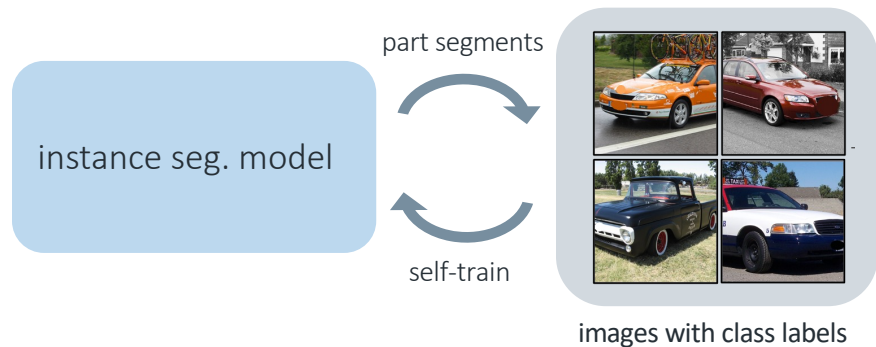 part segments
instance seg. model
self-train
images with class labels